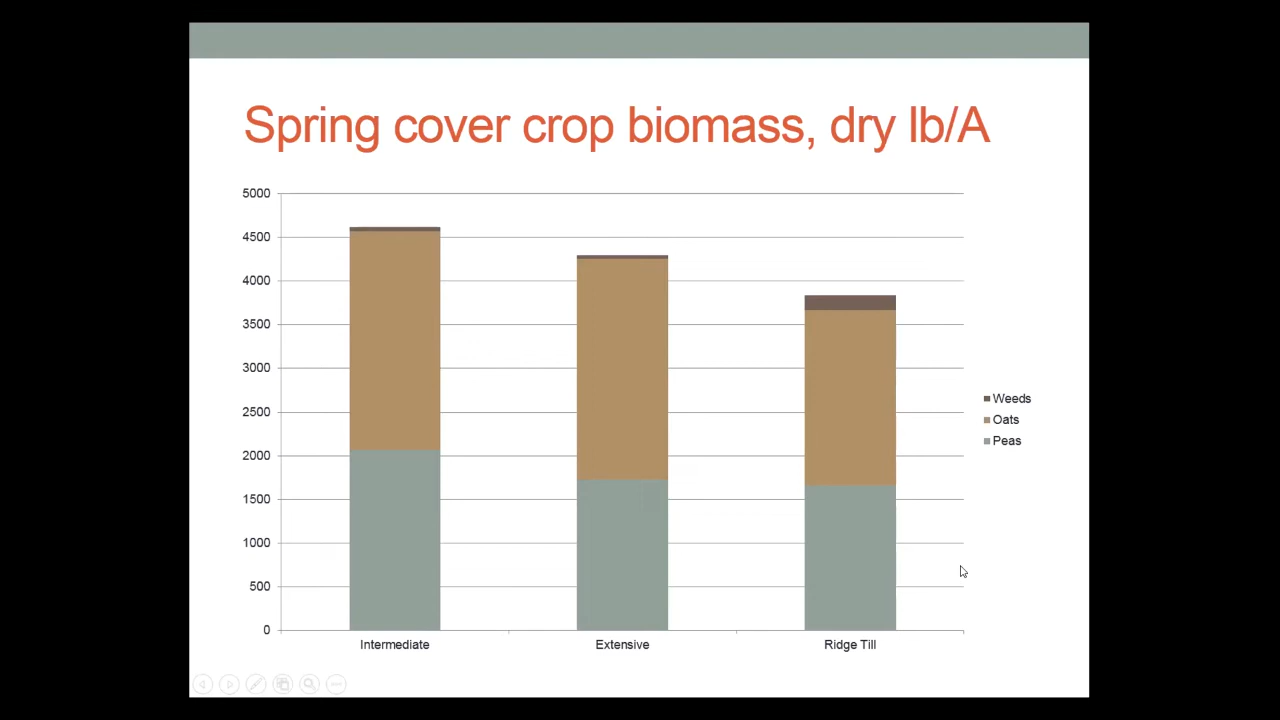 Spring cover crop biomass, dry lb/A
5000
4500
4000
3500
3000
2500
2000
1500
1000
500
0
Intermediate
Extensive
Ridge Till
Weeds
Oats
Peas